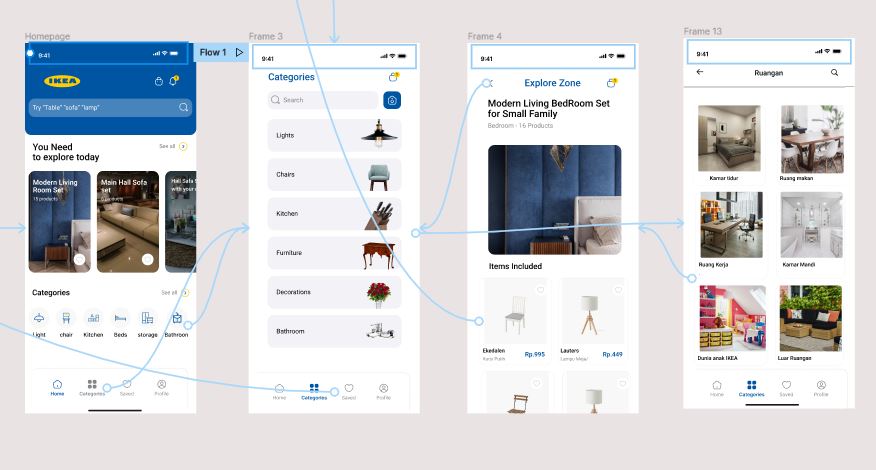 Homepage
9:41
IKEA
Try "Table" "sofa" "lamp"
You Need
to explore today
See all
Modern Living
Room Set
15 products
Main Hall Sofa
set
6 products
Hall Sofa S
with your
Categories
See all
Light
chair
Kitchen
Beds
storage
Bathroon
Home
Categories
Saved
Profile
Flow 1
Frame 3
9:41
Categories
Search
Lights
Chairs
Kitchen
Furniture
Decorations
Bathroom
Home
Categories
Saved
Profile
Frame 4
9:41
Explore Zone
Modern Living BedRoom Set
for Small Family
Bedroom - 16 Products
Items Included
Ekedalen
Kursi Putih
Rp.995
Lauters
Lampu Meja/
Rp.449
Frame 13
9:41
Ruangan
Kamar tidur
Ruang makan
Ruang Kerja
Kamar Mandi
Dunia anak IKEA
Luar Ruangan
Home
Categories
Saved
Profile